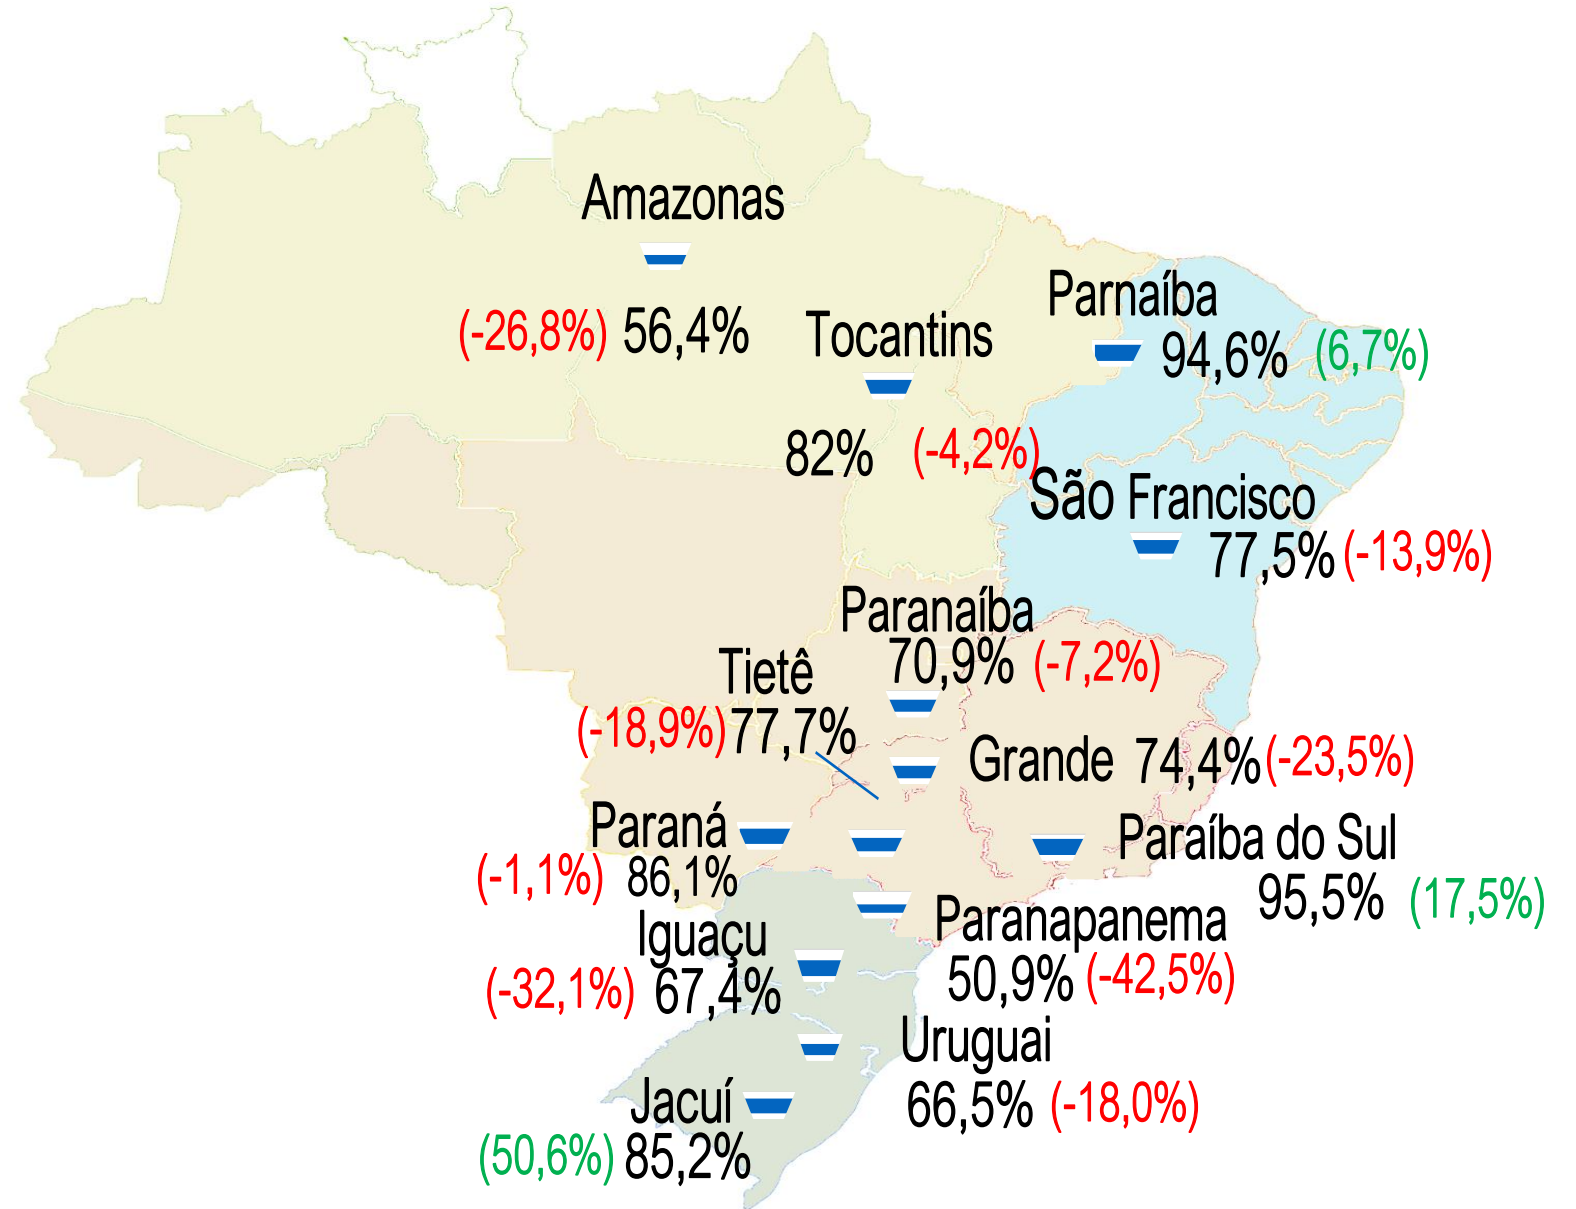 Amazonas
(-26,8%) 56,4%
Parnaíba
94,6% (6,7%)
Tocantins
82% (-4,2%)
São Francisco
77,5% (-13,9%)
Paranaíba
70,9% (-7,2%)
Tietê
(-18,9%) 77,7%
Grande 74,4% (-23,5%)
Paraná
(-1,1%) 86,1%
Paraíba do Sul
95,5% (17,5%)
Iguaçu
(-32,1%) 67,4%
Paranapanema
50,9% (-42,5%)
Uruguai
66,5% (-18,0%)
Jacuí
(50,6%) 85,2%